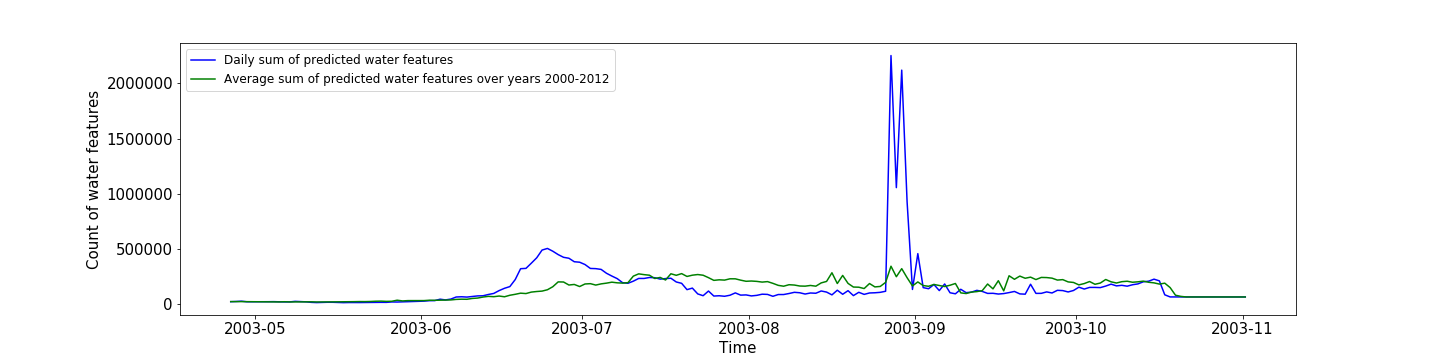 Daily sum of predicted water features
Average sum of predicted water features over years 2000-2012
Count of water features
2000000
1500000
1000000
500000
0
2003-05 2003-06 2003-07 2003-08 2003-09 2003-10 2003-11
Time